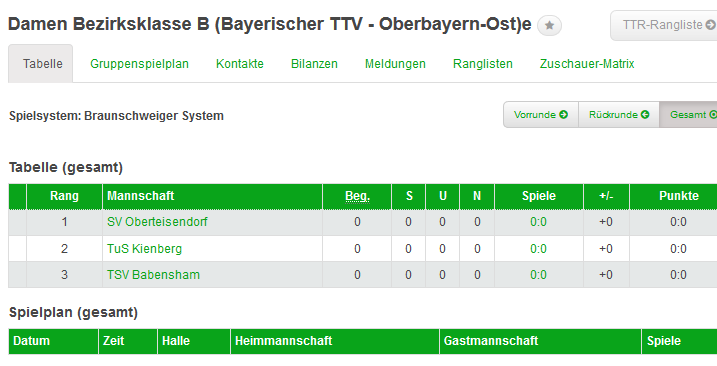 Damen Bezirksklasse B (Bayerischer TTV - Oberbayern-Ost)e
TTR-Rangliste
Tabelle Gruppenspielplan Kontakte Bilanzen Meldungen Ranglisten Zuschauer-Matrix
Spielsystem: Braunschweiger System
Vorrunde Rückrunde Gesamt
Tabelle (gesamt)
Rang Mannschaft Beg. S U N Spiele +/- Punkte
1 SV Oberteisendorf 0 0 0 0 0:0 +0 0:0
2 TuS Kienberg 0 0 0 0 0:0 +0 0:0
3 TSV Babensham 0 0 0 0 0:0 +0 0:0
Spielplan (gesamt)
Datum Zeit Halle Heimmannschaft Gastmannschaft Spiele